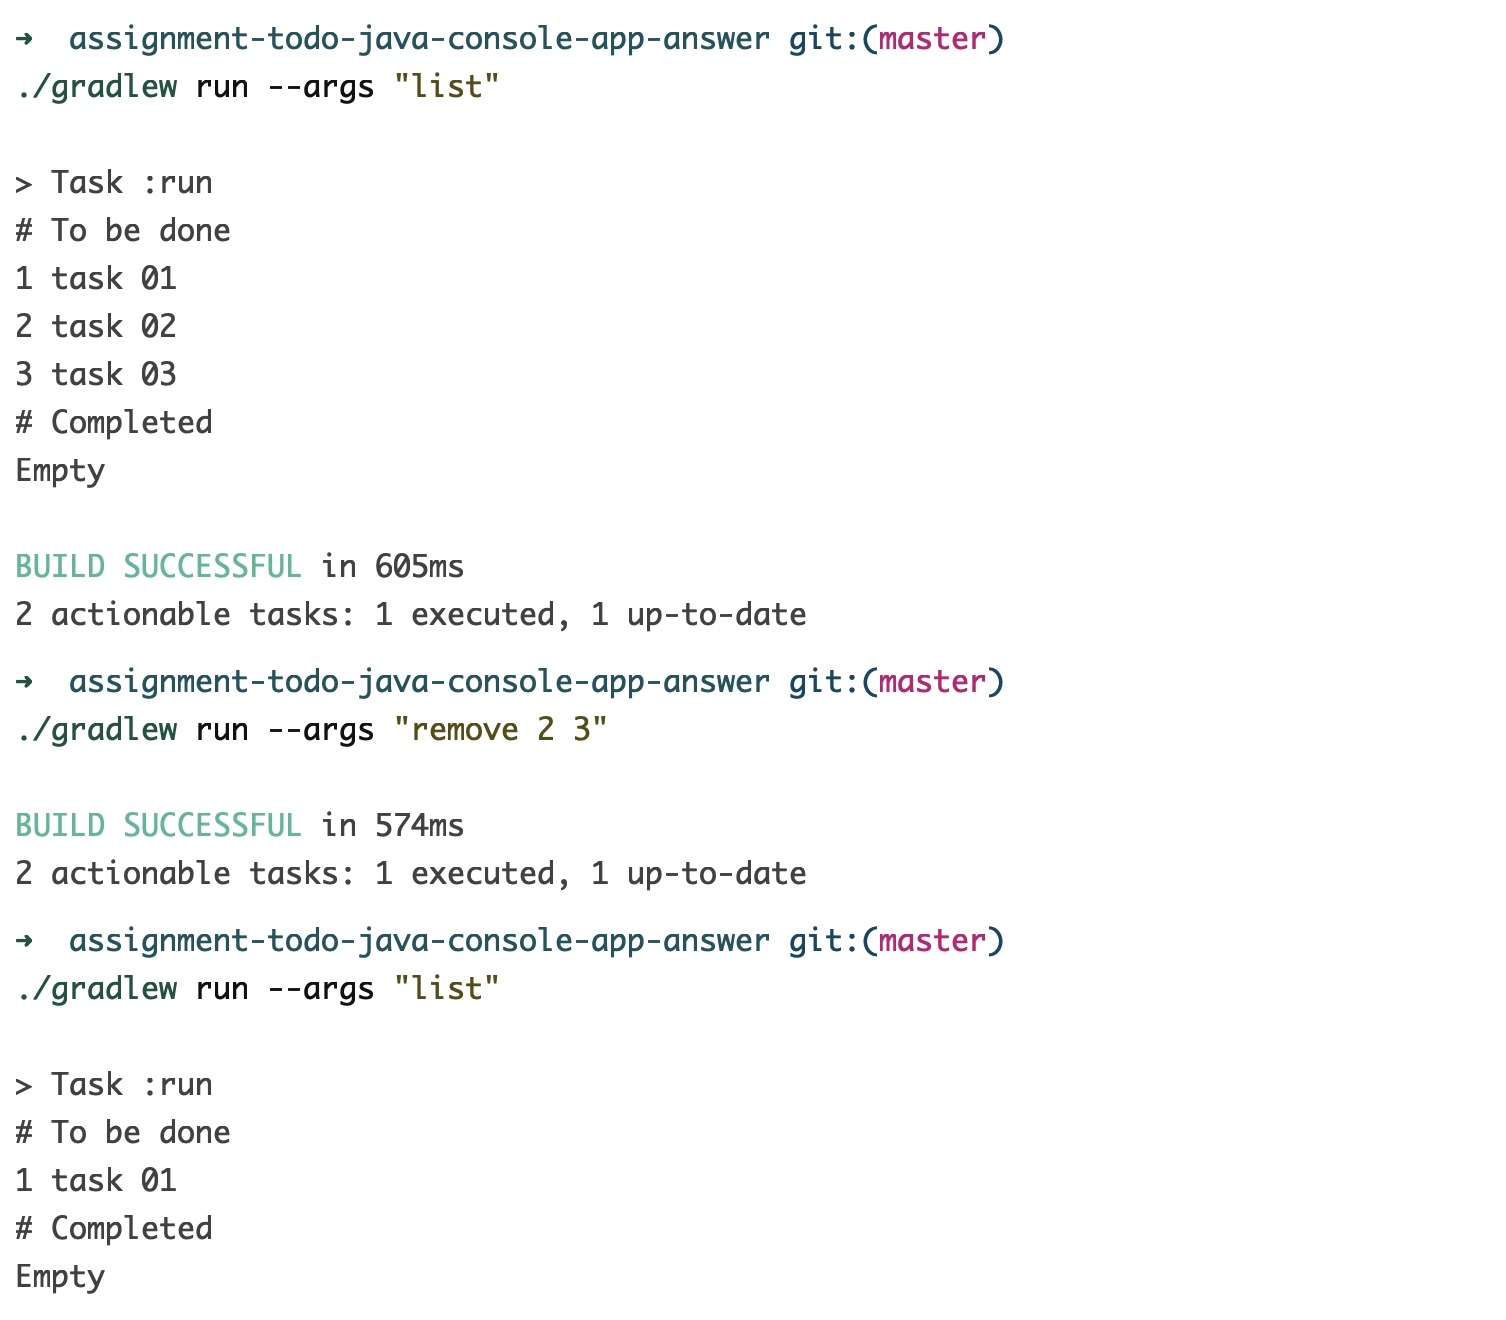 ➜  assignment-todo-java-console-app-answer git:(master)
./gradlew run --args "list"
> Task :run
# To be done
1 task 01
2 task 02
3 task 03
# Completed
Empty
BUILD SUCCESSFUL in 605ms
2 actionable tasks: 1 executed, 1 up-to-date
➜  assignment-todo-java-console-app-answer git:(master)
./gradlew run --args "remove 2 3"
BUILD SUCCESSFUL in 574ms
2 actionable tasks: 1 executed, 1 up-to-date
➜  assignment-todo-java-console-app-answer git:(master)
./gradlew run --args "list"
> Task :run
# To be done
1 task 01
# Completed
Empty